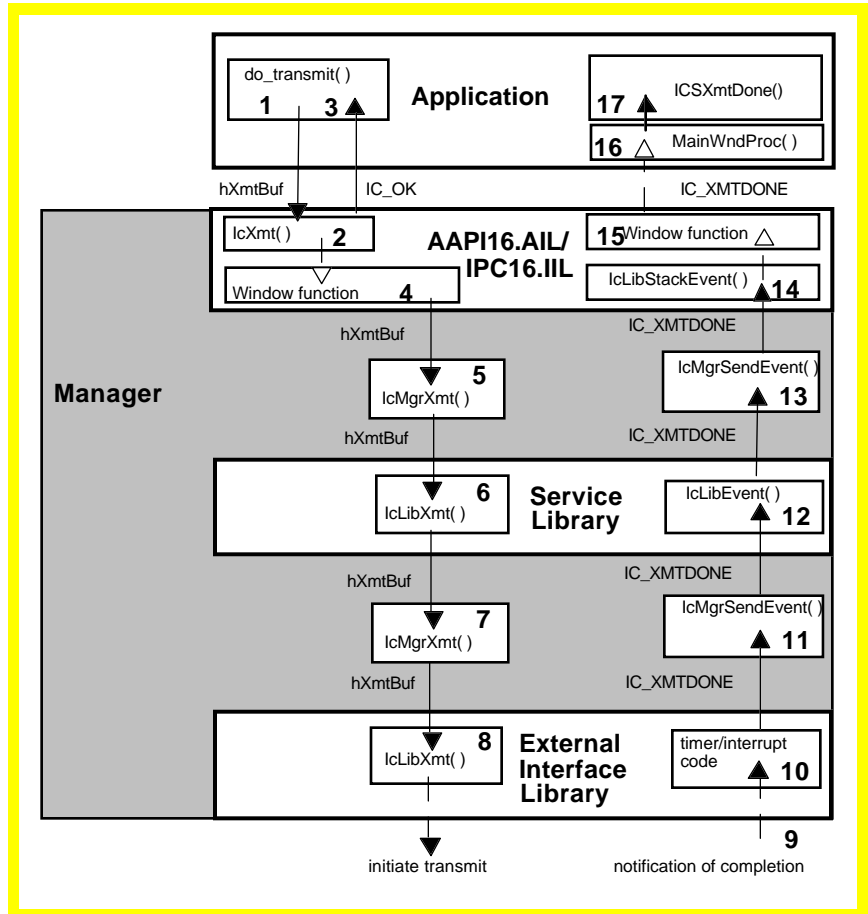 do_transmit( )
1 3
Application
ICSXmtDone()
17
MainWndProc( )
16
hXmtBuf
IC_OK
IC_XMTDONE
IcXmt( )
2
AAPI16.AIL/
IPC16.IIL
15
Window function
Window function
4
IcLibStackEvent( )
14
hXmtBuf
IC_XMTDONE
Manager
5
IcMgrXmt( )
IcMgrSendEvent( )
13
hXmtBuf
IC_XMTDONE
6
IcLibXmt( )
Service
Library
IcLibEvent( )
12
hXmtBuf
IC_XMTDONE
7
IcMgrXmt( )
IcMgrSendEvent( )
11
hXmtBuf
IC_XMTDONE
8
IcLibXmt( )
External
Interface
Library
timer/interrupt
code
10
9
initiate transmit
notification of completion